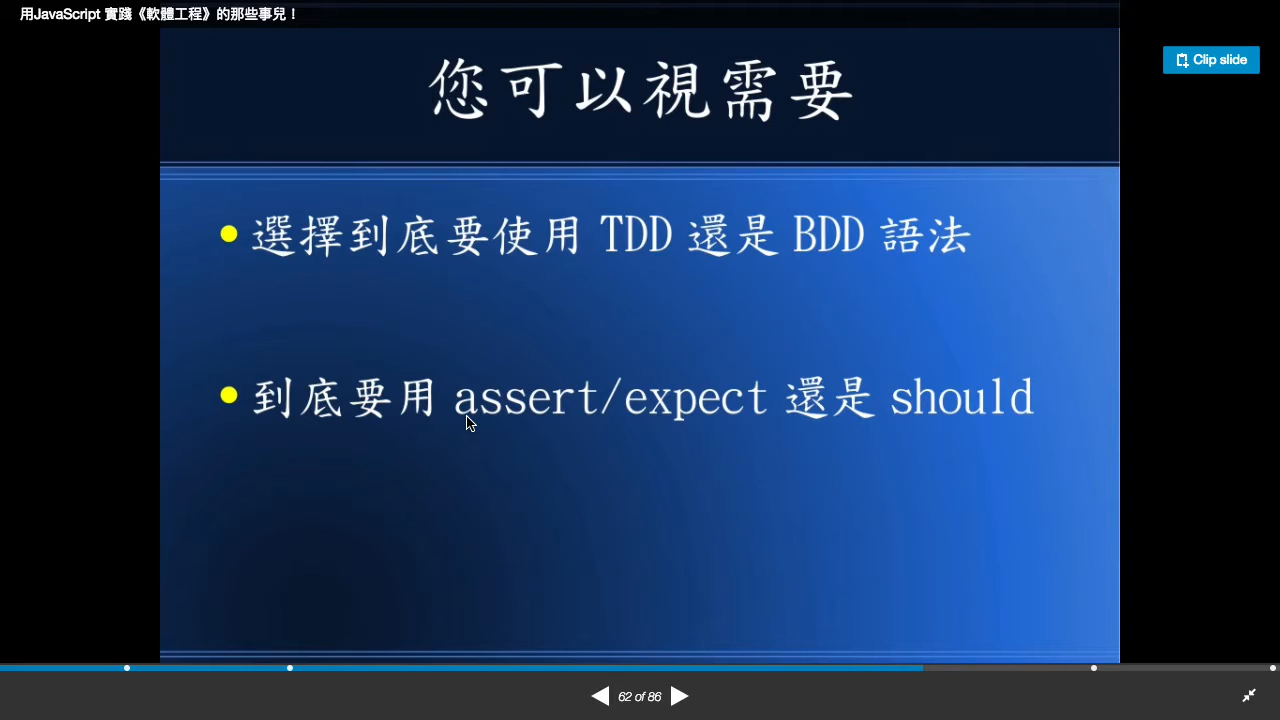 用JavaScript 實踐《軟體工程》的那些事兒！
Clip slide
您可以視需要
選擇到底要使用 TDD 還是 BDD 語法
到底要用 assert/expect 還是 should
62 of 86